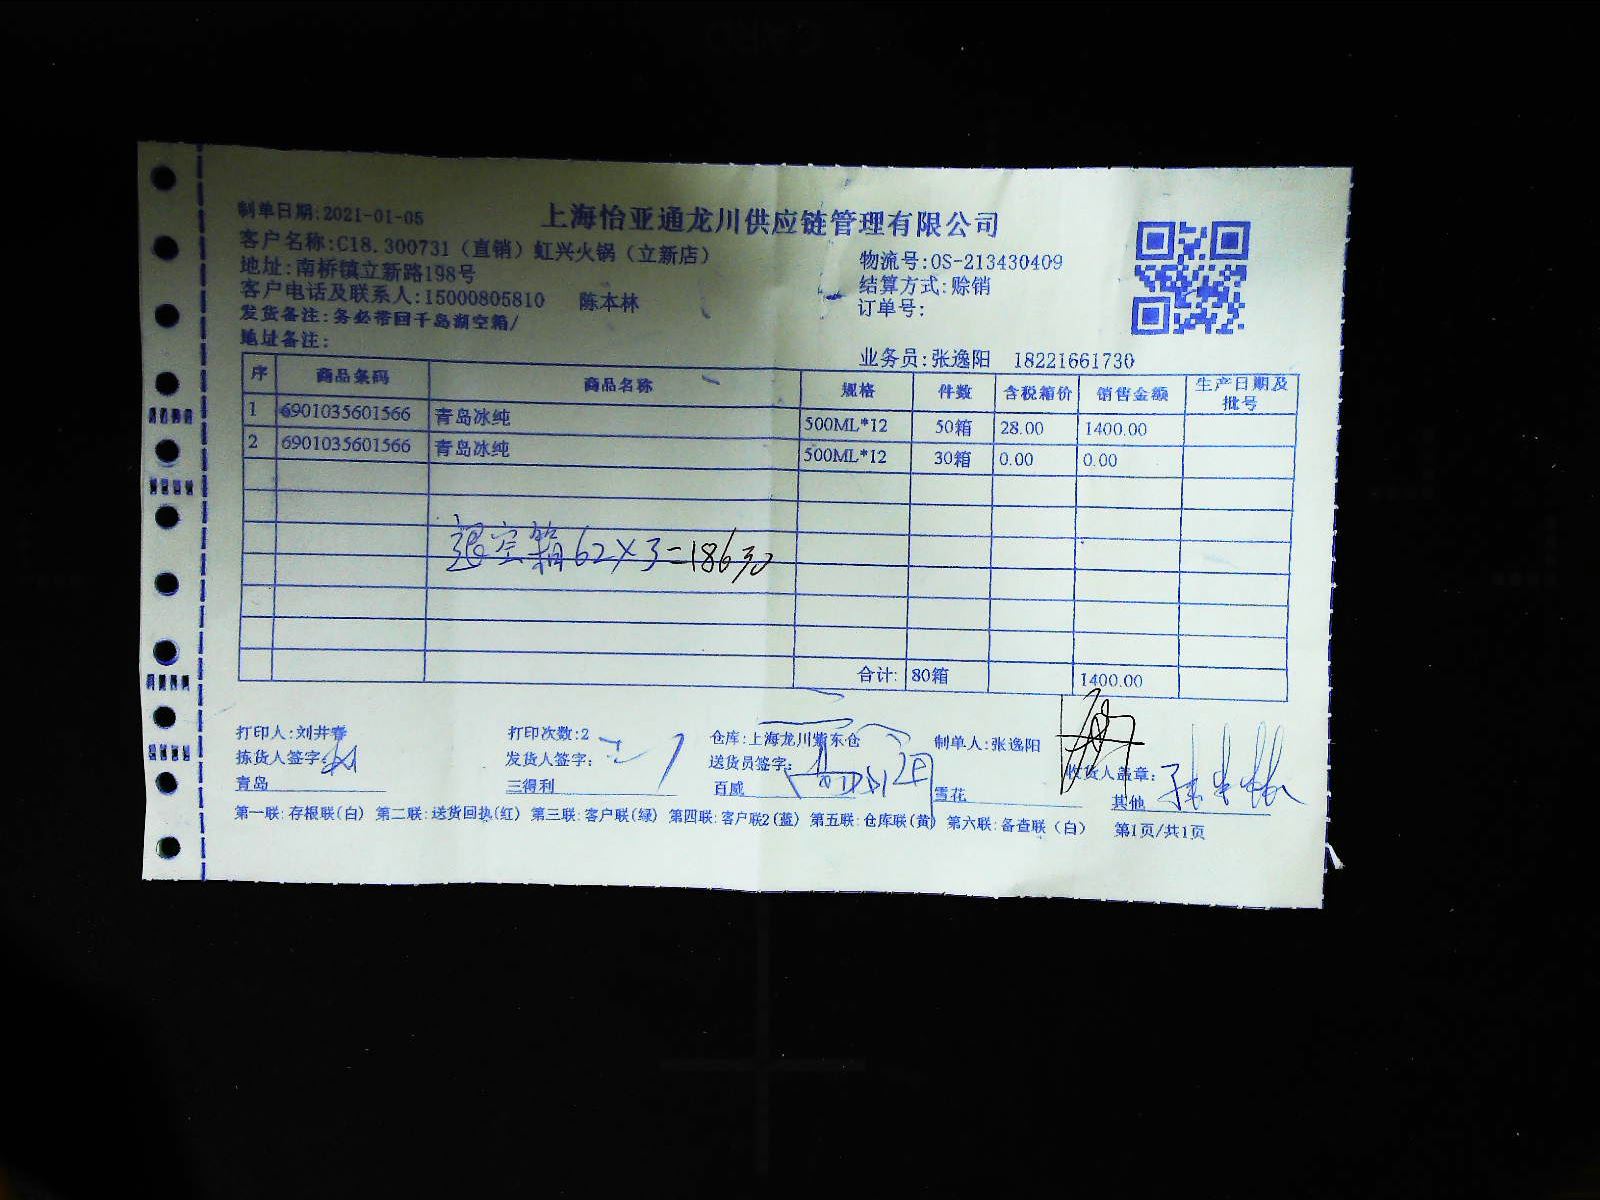 制单日期:2021-01-05
上海怡亚通龙川供应链管理有限公司
客户名称:C18.300731（直销）虹兴火锅（立新店）
物流号:OS-213430409
地址:南桥镇立新路198号
结算方式:赊销
客户电话及联系人:15000805810 陈本林
订单号:
发货备注:务必带回千岛湖空箱/
地址备注:
业务员:张逸阳 18221661730
序 商品条码 商品名称 规格 件数 含税箱价 销售金额 生产日期及批号
1 6901035601566 青岛冰纯 500ML*12 50箱 28.00 1400.00
2 6901035601566 青岛冰纯 500ML*12 30箱 0.00 0.00
退空箱62×3=186元
合计: 80箱 1400.00
打印人:刘井春 打印次数:2 仓库:上海龙川紫东仓 制单人:张逸阳
拣货人签字: 发货人签字: 送货员签字: 收货人盖章:
青岛 三得利 百威 雪花 其他
第一联:存根联(白) 第二联:送货回执(红) 第三联:客户联(绿) 第四联:客户联2(蓝) 第五联:仓库联(黄) 第六联:备查联（白） 第1页/共1页